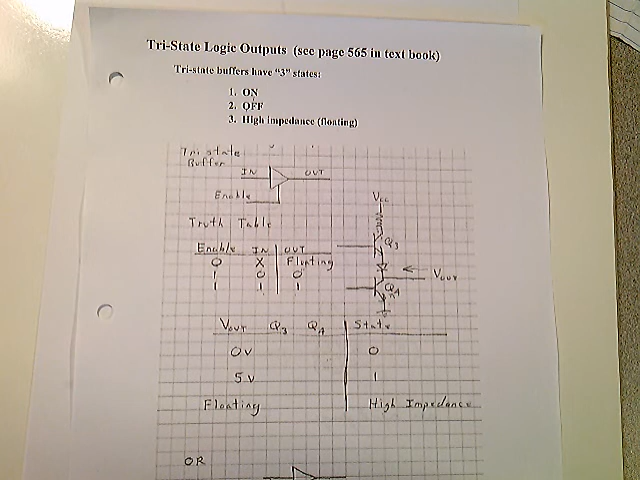 Tri-State Logic Outputs (see page 565 in text book)
Tri-state buffers have "3" states:
1. ON
2. OFF
3. High impedance (floating)
Tri state
Buffer
IN OUT
Enable
Vcc
Truth Table
Q3
Enable IN OUT
0 X Floating
1 0 0
1 1 1
Vout
Q4
Vout Q3 Q4 State
0V 0
5V 1
Floating High Impedance
OR